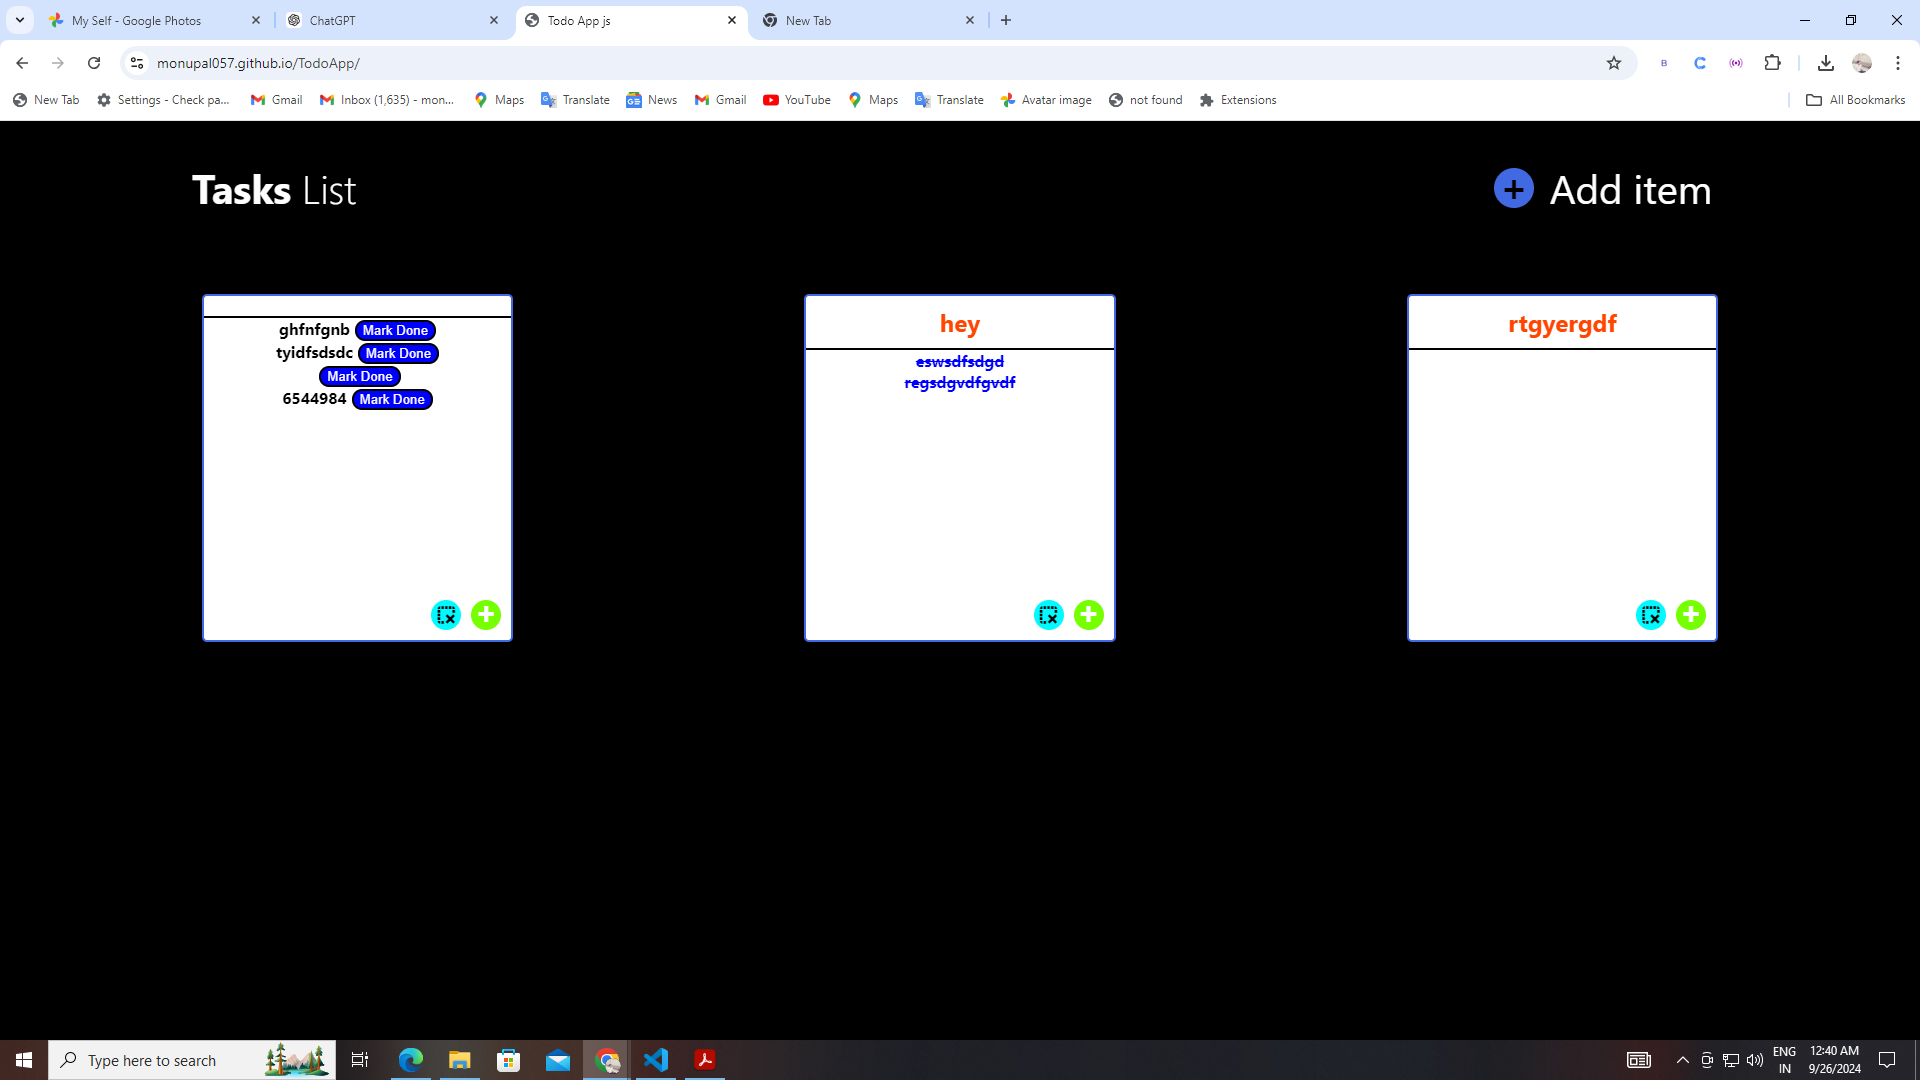 My Self - Google Photos
ChatGPT
Todo App js
New Tab
monupal057.github.io/TodoApp/
New Tab
Settings - Check pa...
Gmail
Inbox (1,635) - mon...
Maps
Translate
News
Gmail
YouTube
Maps
Translate
Avatar image
not found
Extensions
All Bookmarks
Tasks List
Add item
ghfnfgnb Mark Done
tyidfsdsdc Mark Done
Mark Done
6544984 Mark Done
hey
eswsdfsdgd
regsdgvdfgvdf
rtgyergdf
Type here to search
ENG
IN
12:40 AM
9/26/2024